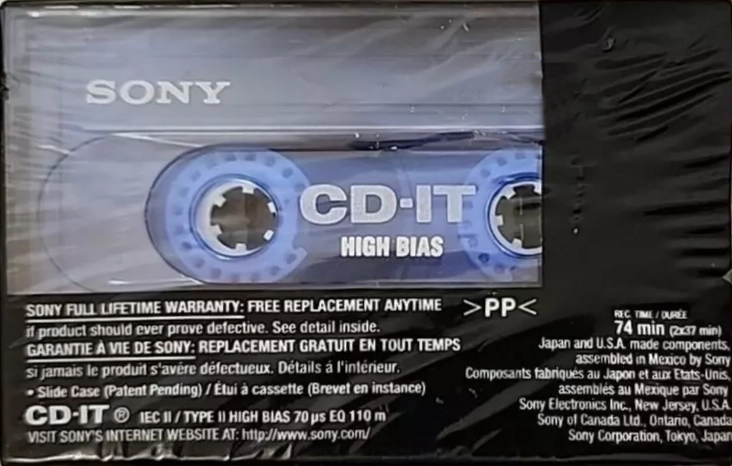 SONY
CD-IT
HIGH BIAS
SONY FULL LIFETIME WARRANTY: FREE REPLACEMENT ANYTIME
if product should ever prove defective. See detail inside.
GARANTIE À VIE DE SONY: REPLACEMENT GRATUIT EN TOUT TEMPS
si jamais le produit s'avère défectueux. Détails á l'intérieur.
• Slide Case (Patent Pending) / Étui à cassette (Brevet en instance)
CD-IT ® IEC II / TYPE II HIGH BIAS 70 µs EQ 110 m
VISIT SONY'S INTERNET WEBSITE AT: http://www.sony.com/
>PP<
REC TIME / DURÉE
74 min (2x37 min)
Japan and U.S.A. made components,
assembled in Mexico by Sony
Composants fabriqués au Japon et aux Etats-Unis,
assemblés au Mexique par Sony
Sony Electronics Inc., New Jersey, U.S.A
Sony of Canada Ltd., Ontario, Canada
Sony Corporation, Tokyo, Japan